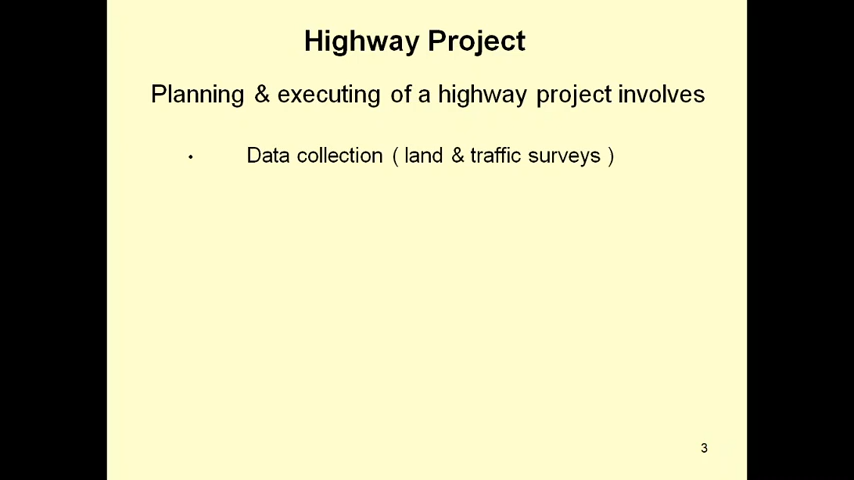 Highway Project
Planning & executing of a highway project involves
• Data collection ( land & traffic surveys )
3